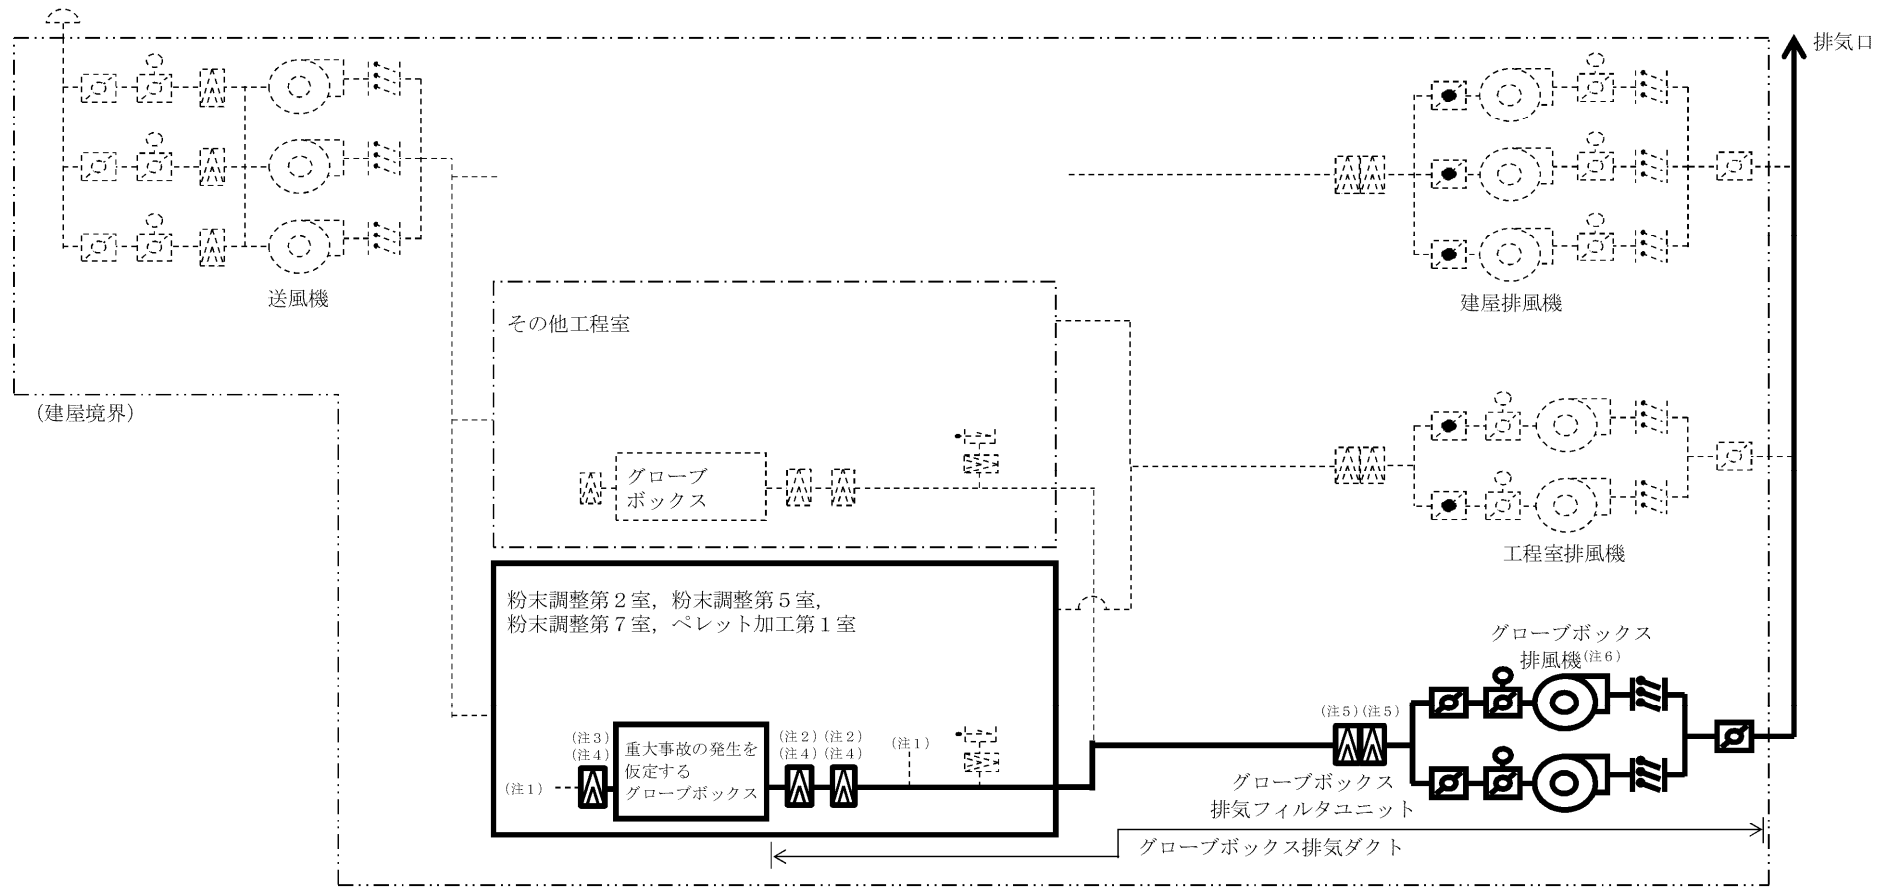 排気口
送風機
建屋排風機
その他工程室
(建屋境界)
グローブ
ボックス
工程室排風機
粉末調整第２室，粉末調整第５室，
粉末調整第７室，ペレット加工第１室
グローブボックス
排風機(注６)
(注５)(注５)
(注３)
(注４)
(注２)(注２)
(注４)(注４)
(注１)
重大事故の発生を
仮定する
グローブボックス
(注１)
グローブボックス
排気フィルタユニット
グローブボックス排気ダクト